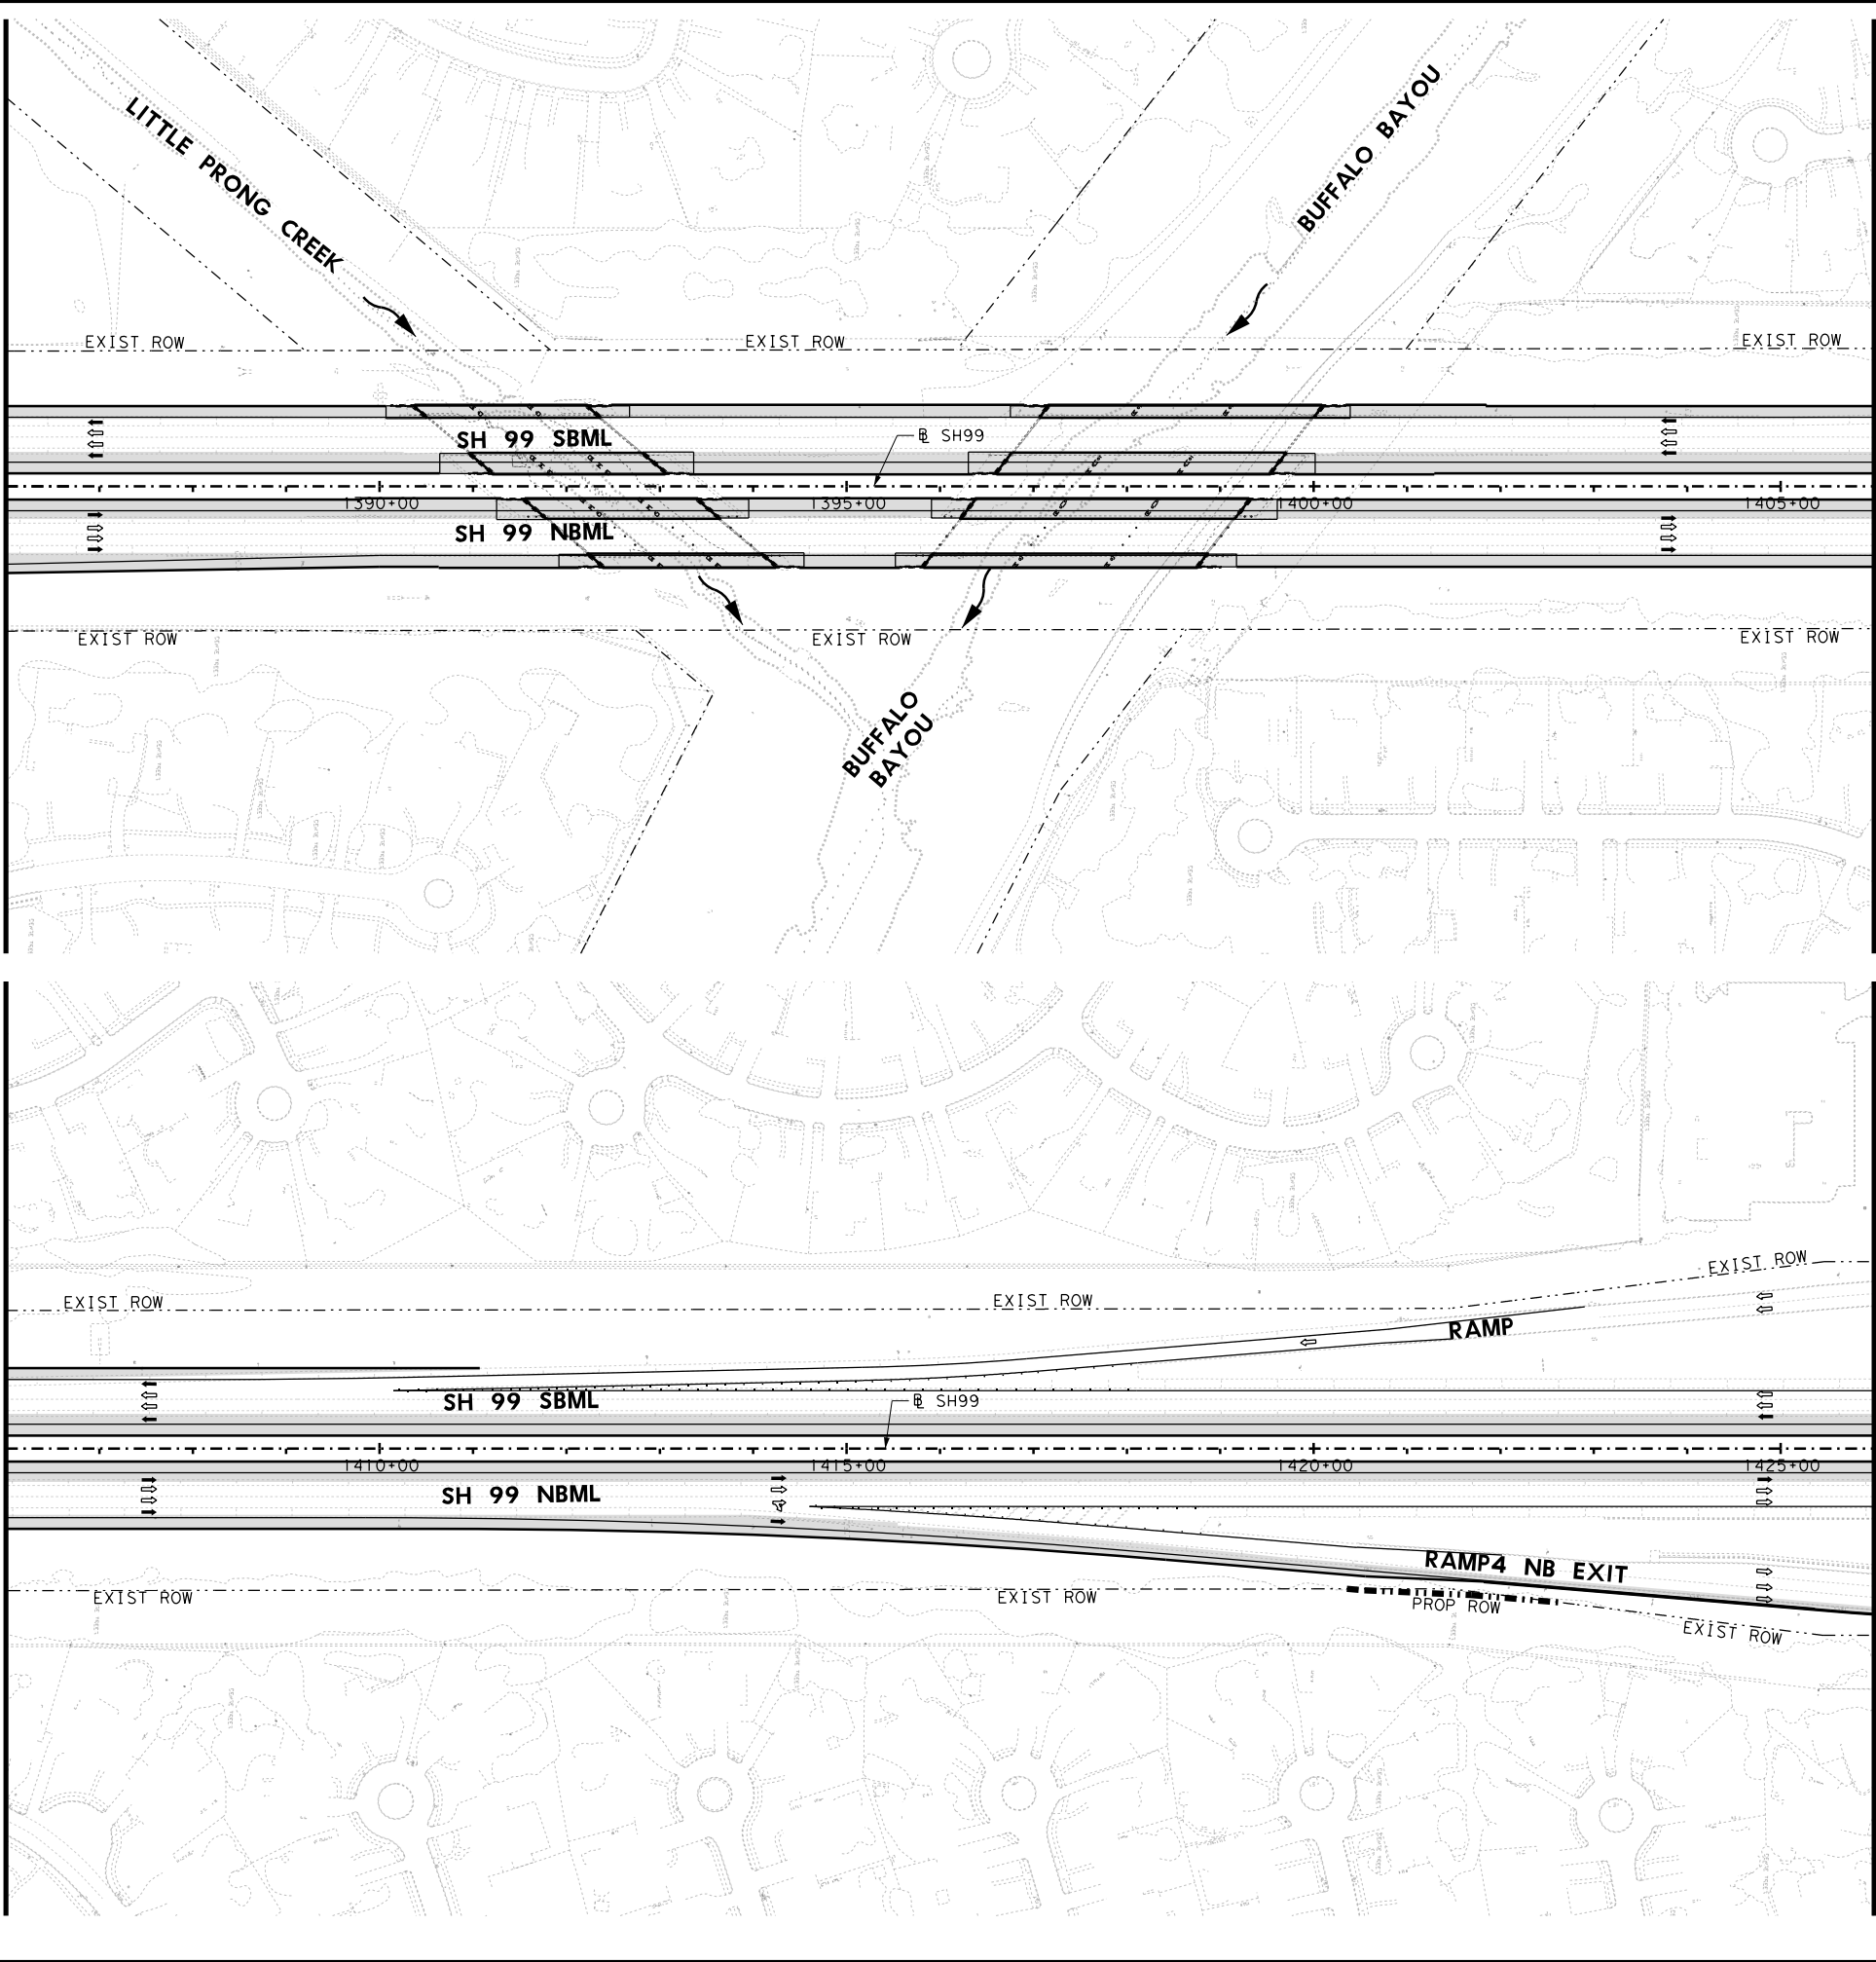 LITTLE PRONG CREEK
BUFFALO BAYOU
EXIST ROW
EXIST ROW
EXIST ROW
SH 99 SBML
℄ SH99
1390+00
1395+00
1400+00
1405+00
SH 99 NBML
EXIST ROW
EXIST ROW
EXIST ROW
BUFFALO
BAYOU
EXIST ROW
EXIST ROW
EXIST ROW
RAMP
SH 99 SBML
℄ SH99
1410+00
1415+00
1420+00
1425+00
SH 99 NBML
RAMP4 NB EXIT
EXIST ROW
EXIST ROW
PROP ROW
EXIST ROW